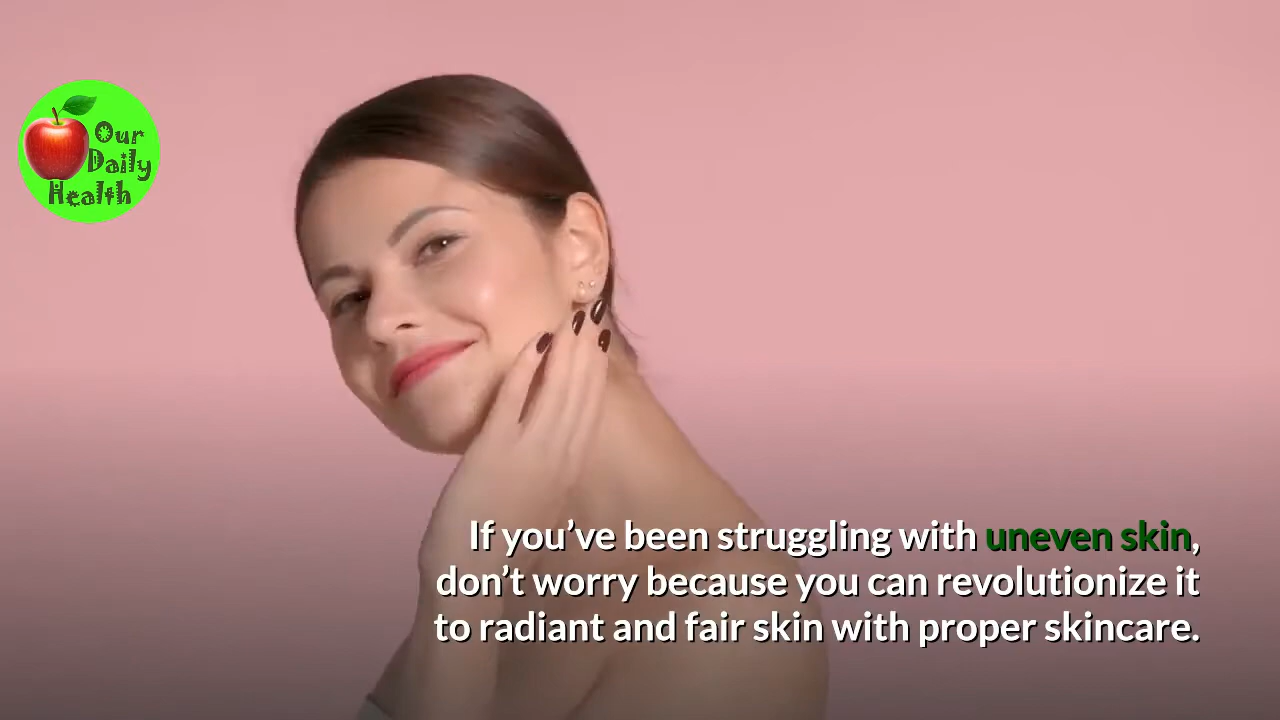 Our
Daily
Health
If you've been struggling with uneven skin,
don't worry because you can revolutionize it
to radiant and fair skin with proper skincare.